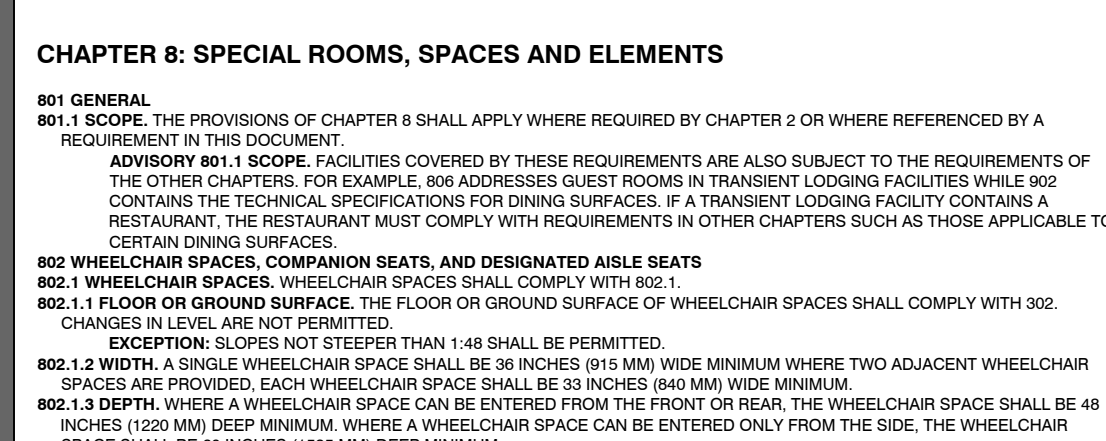 CHAPTER 8: SPECIAL ROOMS, SPACES AND ELEMENTS
801 GENERAL
801.1 SCOPE. THE PROVISIONS OF CHAPTER 8 SHALL APPLY WHERE REQUIRED BY CHAPTER 2 OR WHERE REFERENCED BY A
REQUIREMENT IN THIS DOCUMENT.
ADVISORY 801.1 SCOPE. FACILITIES COVERED BY THESE REQUIREMENTS ARE ALSO SUBJECT TO THE REQUIREMENTS OF
THE OTHER CHAPTERS. FOR EXAMPLE, 806 ADDRESSES GUEST ROOMS IN TRANSIENT LODGING FACILITIES WHILE 902
CONTAINS THE TECHNICAL SPECIFICATIONS FOR DINING SURFACES. IF A TRANSIENT LODGING FACILITY CONTAINS A
RESTAURANT, THE RESTAURANT MUST COMPLY WITH REQUIREMENTS IN OTHER CHAPTERS SUCH AS THOSE APPLICABLE TO
CERTAIN DINING SURFACES.
802 WHEELCHAIR SPACES, COMPANION SEATS, AND DESIGNATED AISLE SEATS
802.1 WHEELCHAIR SPACES. WHEELCHAIR SPACES SHALL COMPLY WITH 802.1.
802.1.1 FLOOR OR GROUND SURFACE. THE FLOOR OR GROUND SURFACE OF WHEELCHAIR SPACES SHALL COMPLY WITH 302.
CHANGES IN LEVEL ARE NOT PERMITTED.
EXCEPTION: SLOPES NOT STEEPER THAN 1:48 SHALL BE PERMITTED.
802.1.2 WIDTH. A SINGLE WHEELCHAIR SPACE SHALL BE 36 INCHES (915 MM) WIDE MINIMUM WHERE TWO ADJACENT WHEELCHAIR
SPACES ARE PROVIDED, EACH WHEELCHAIR SPACE SHALL BE 33 INCHES (840 MM) WIDE MINIMUM.
802.1.3 DEPTH. WHERE A WHEELCHAIR SPACE CAN BE ENTERED FROM THE FRONT OR REAR, THE WHEELCHAIR SPACE SHALL BE 48
INCHES (1220 MM) DEEP MINIMUM. WHERE A WHEELCHAIR SPACE CAN BE ENTERED ONLY FROM THE SIDE, THE WHEELCHAIR